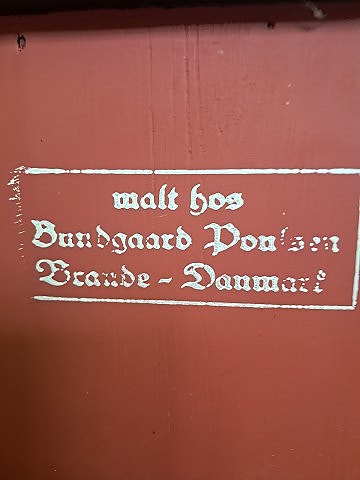 malt hos
Bundgaard Poulsen
Brande - Danmark